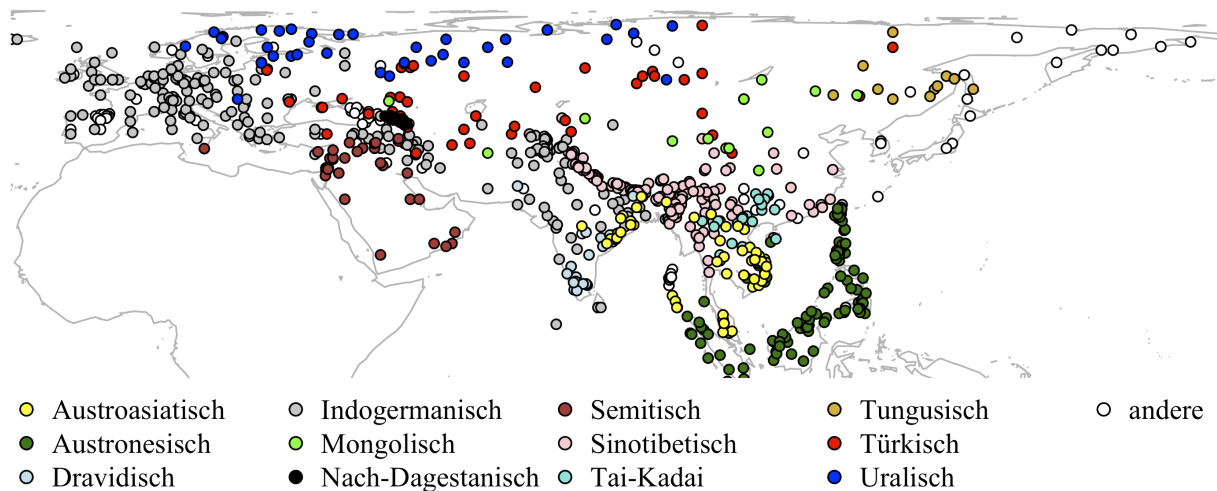 Austroasiatisch Indogermanisch Semitisch Tungusisch andere
Austronesisch Mongolisch Sinotibetisch Türkisch
Dravidisch Nach-Dagestanisch Tai-Kadai Uralisch